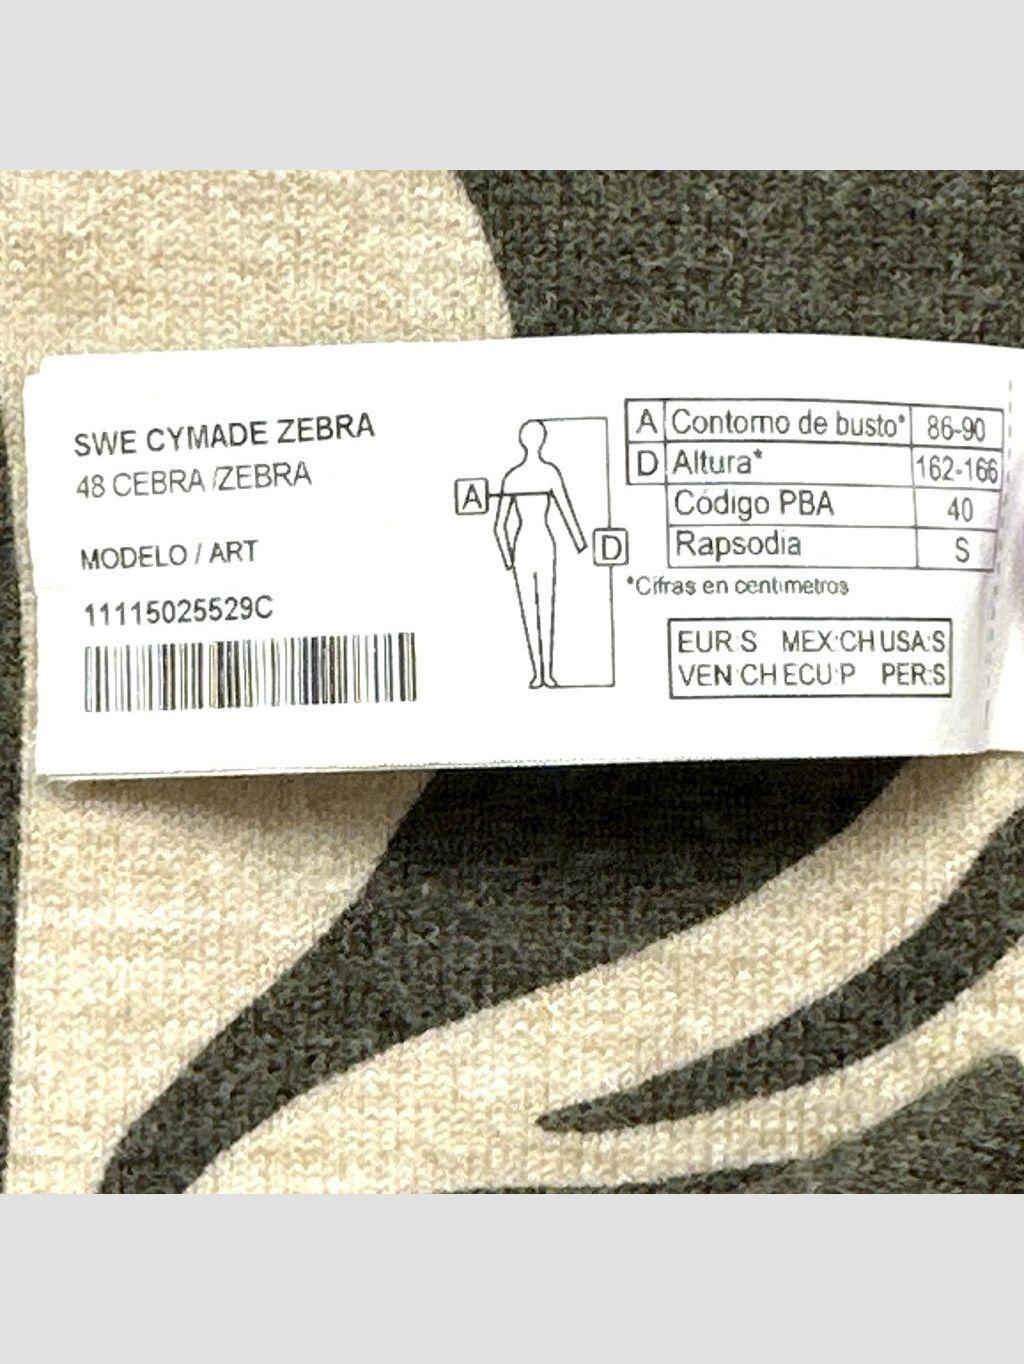 SWE CYMADE ZEBRA
48 CEBRA /ZEBRA
MODELO / ART
11115025529C
A
D
A Contorno de busto* 86-90
D Altura* 162-166
Código PBA 40
Rapsodia S
*Cifras en centimetros
EUR:S MEX:CH USA:S
VEN:CH ECU:P PER:S